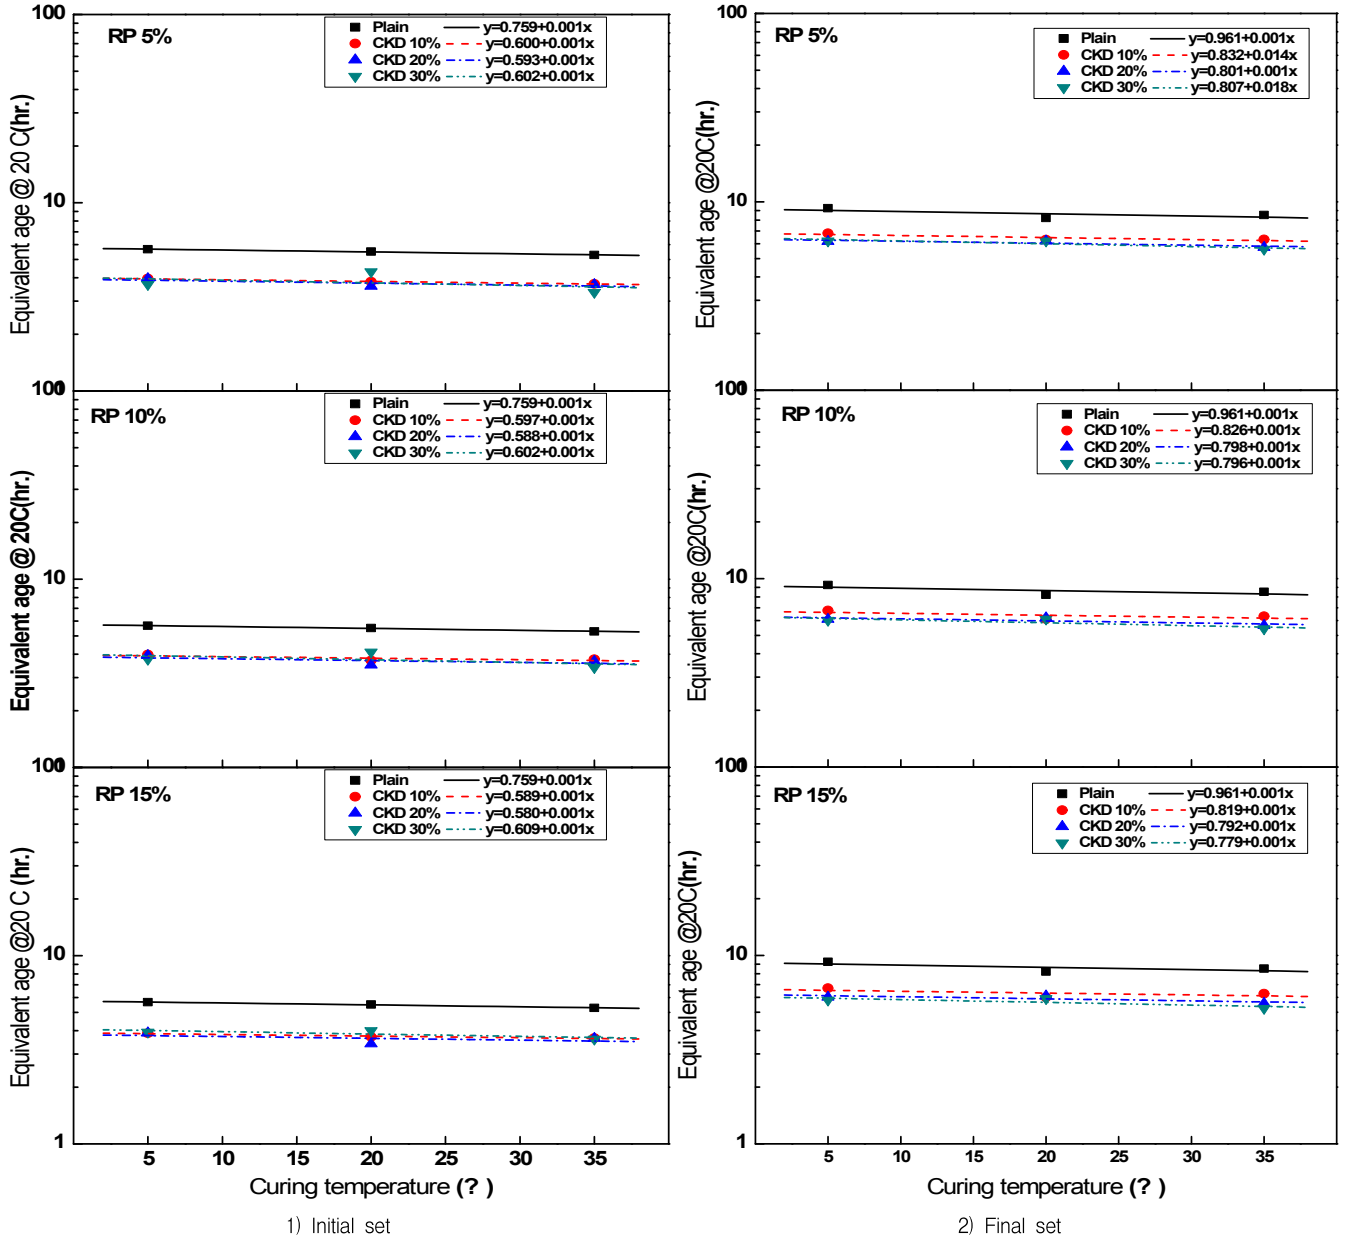 100
RP 5%
Plain y=0.759+0.001x
CKD 10% y=0.600+0.001x
CKD 20% y=0.593+0.001x
CKD 30% y=0.602+0.001x
10
Equivalent age @ 20 C(hr.)
100
RP 10%
Plain y=0.759+0.001x
CKD 10% y=0.597+0.001x
CKD 20% y=0.588+0.001x
CKD 30% y=0.602+0.001x
10
Equivalent age @ 20C(hr.)
100
RP 15%
Plain y=0.759+0.001x
CKD 10% y=0.589+0.001x
CKD 20% y=0.580+0.001x
CKD 30% y=0.609+0.001x
10
Equivalent age @20 C (hr.)
1
5 10 15 20 25 30 35
Curing temperature (? )
1) Initial set
100
RP 5%
Plain y=0.961+0.001x
CKD 10% y=0.832+0.014x
CKD 20% y=0.801+0.001x
CKD 30% y=0.807+0.018x
10
Equivalent age @20C(hr.)
100
RP 10%
Plain y=0.961+0.001x
CKD 10% y=0.826+0.001x
CKD 20% y=0.798+0.001x
CKD 30% y=0.796+0.001x
10
Equivalent age @20C(hr.)
100
RP 15%
Plain y=0.961+0.001x
CKD 10% y=0.819+0.001x
CKD 20% y=0.792+0.001x
CKD 30% y=0.779+0.001x
10
Equivalent age @20C(hr.)
1
5 10 15 20 25 30 35
Curing temperature (? )
2) Final set